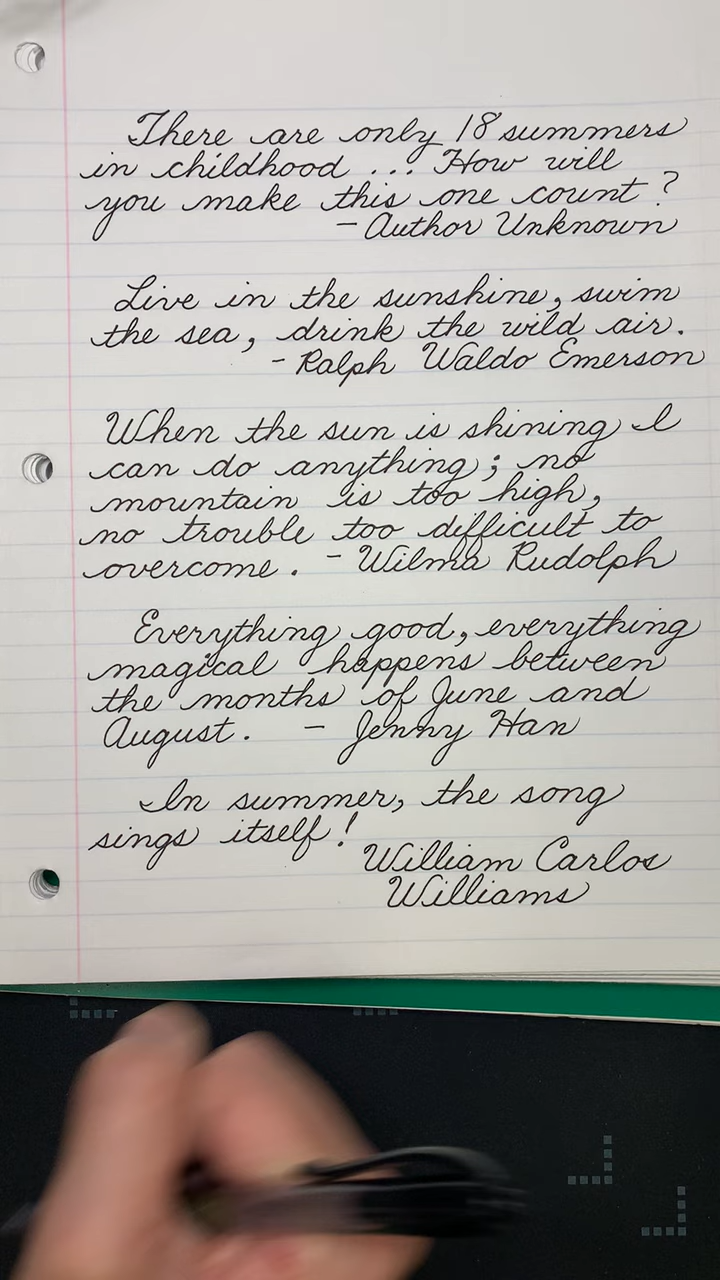 There are only 18 summers
in childhood ... How will
you make this one count?
- Author Unknown
Live in the sunshine, swim
the sea, drink the wild air.
- Ralph Waldo Emerson
When the sun is shining I
can do anything; no
mountain is too high,
no trouble too difficult to
overcome. - Wilma Rudolph
Everything good, everything
magical happens between
the months of June and
August. - Jenny Han
In summer, the song
sings itself!
William Carlos
Williams